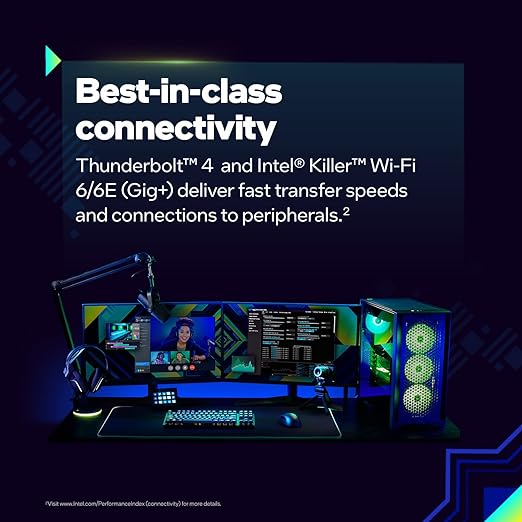 Best-in-class
connectivity
Thunderbolt™ 4 and Intel® Killer™ Wi-Fi
6/6E (Gig+) deliver fast transfer speeds
and connections to peripherals.²
²Visit www.Intel.com/PerformanceIndex (connectivity) for more details.